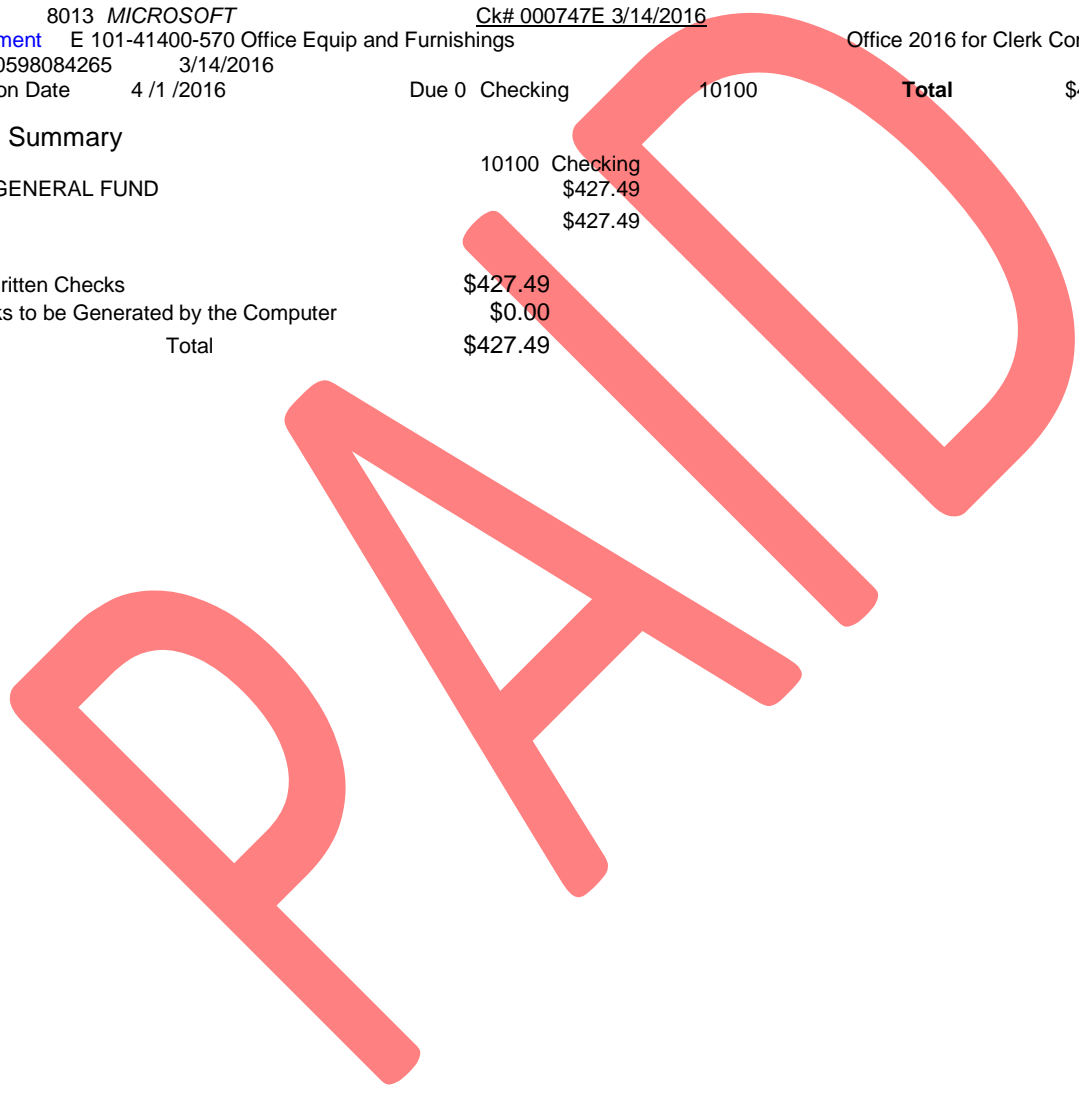 8013 MICROSOFT Ck# 000747E 3/14/2016
E 101-41400-570 Office Equip and Furnishings Office 2016 for Clerk
0598084265 3/14/2016
on Date 4 /1 /2016 Due 0 Checking 10100 Total
Summary
10100 Checking
GENERAL FUND $427.49
$427.49
ritten Checks $427.49
ks to be Generated by the Computer $0.00
Total $427.49
PAID